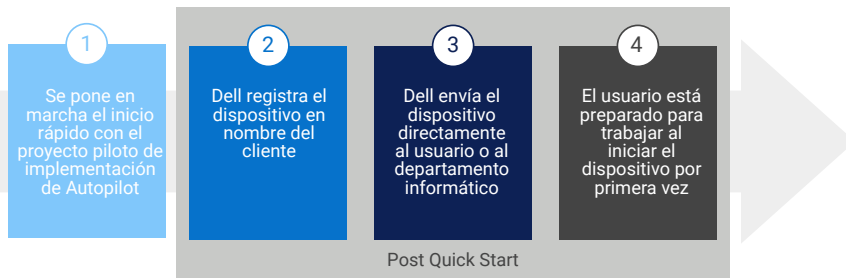 1
Se pone en
marcha el inicio
rápido con el
proyecto piloto de
implementación
de Autopilot
2
Dell registra el
dispositivo en
nombre del
cliente
3
Dell envía el
dispositivo
directamente
al usuario o al
departamento
informático
4
El usuario está
preparado para
trabajar al
iniciar el
dispositivo por
primera vez
Post Quick Start